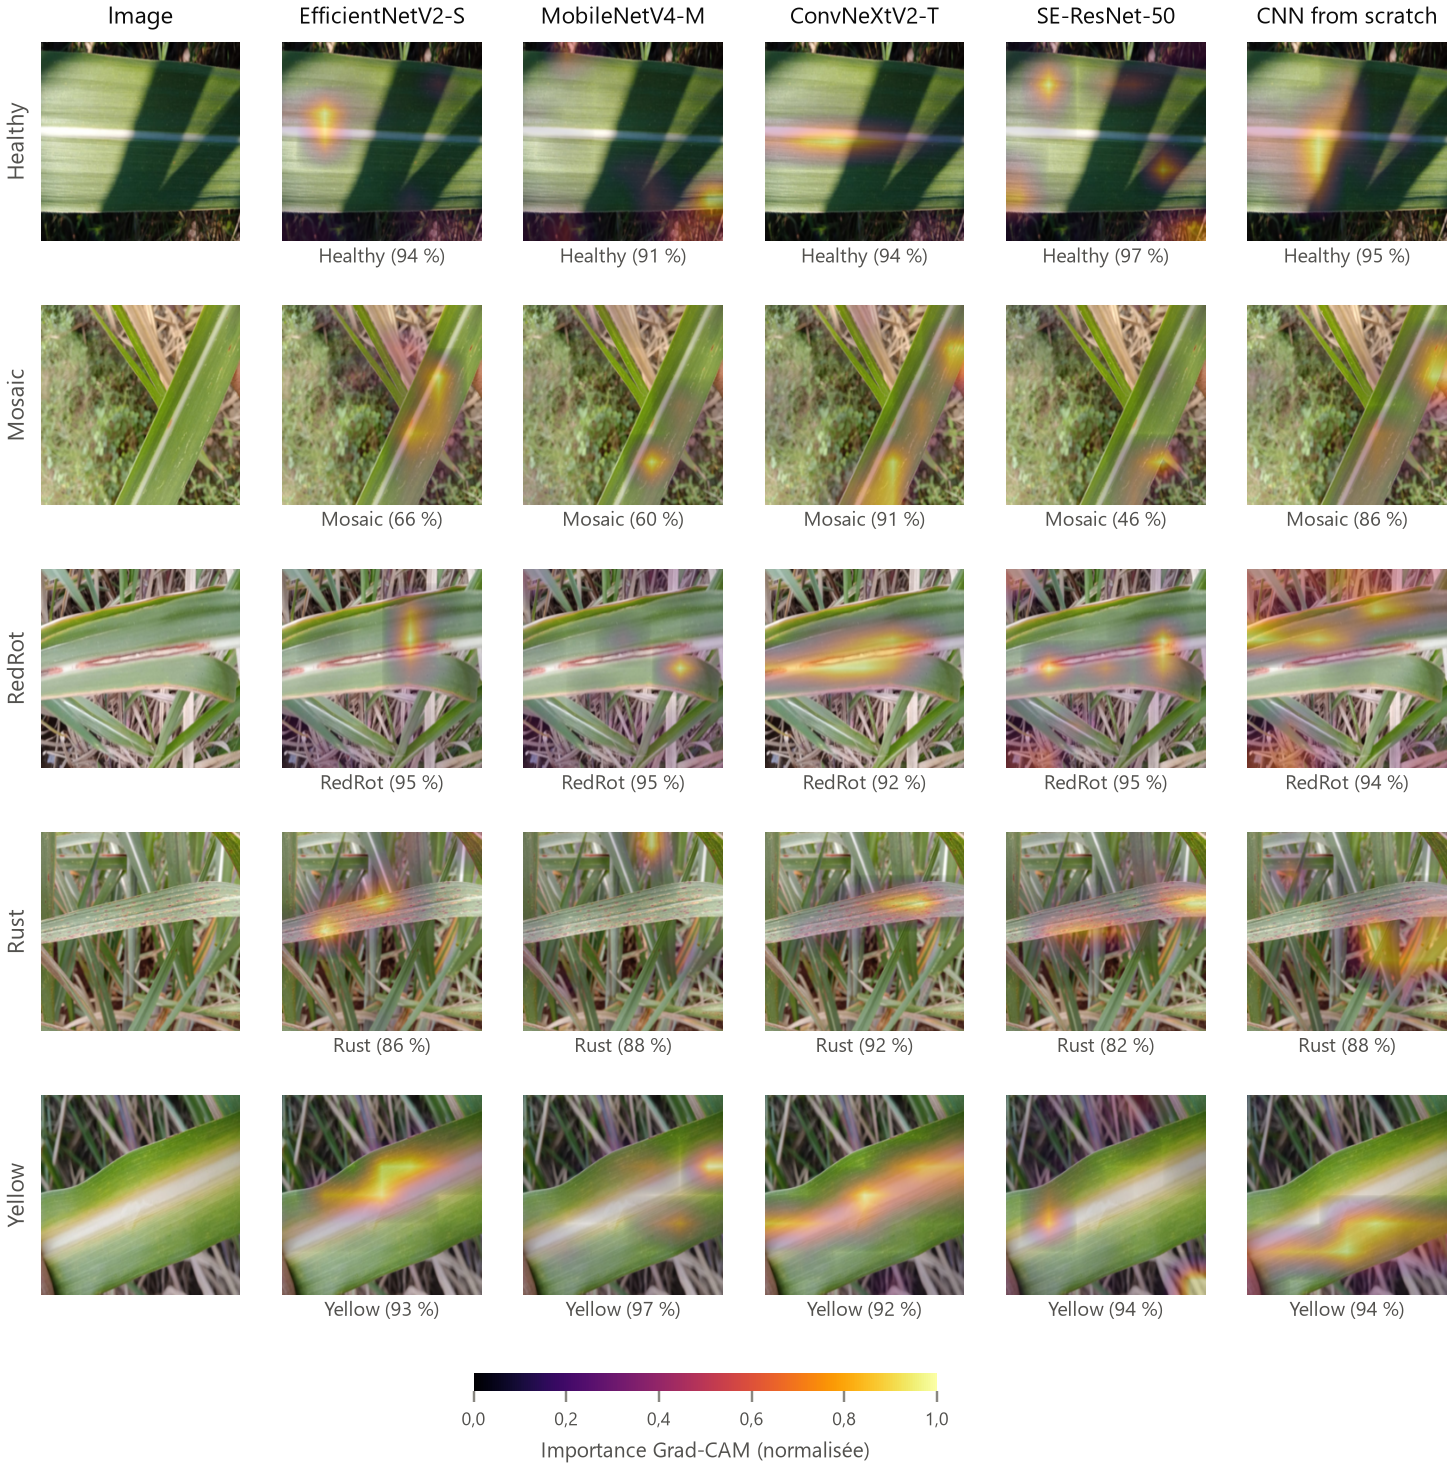 Image EfficientNetV2-S MobileNetV4-M ConvNeXtV2-T SE-ResNet-50 CNN from scratch
Healthy
Healthy (94 %) Healthy (91 %) Healthy (94 %) Healthy (97 %) Healthy (95 %)
Mosaic
Mosaic (66 %) Mosaic (60 %) Mosaic (91 %) Mosaic (46 %) Mosaic (86 %)
RedRot
RedRot (95 %) RedRot (95 %) RedRot (92 %) RedRot (95 %) RedRot (94 %)
Rust
Rust (86 %) Rust (88 %) Rust (92 %) Rust (82 %) Rust (88 %)
Yellow
Yellow (93 %) Yellow (97 %) Yellow (92 %) Yellow (94 %) Yellow (94 %)
0,0 0,2 0,4 0,6 0,8 1,0
Importance Grad-CAM (normalisée)